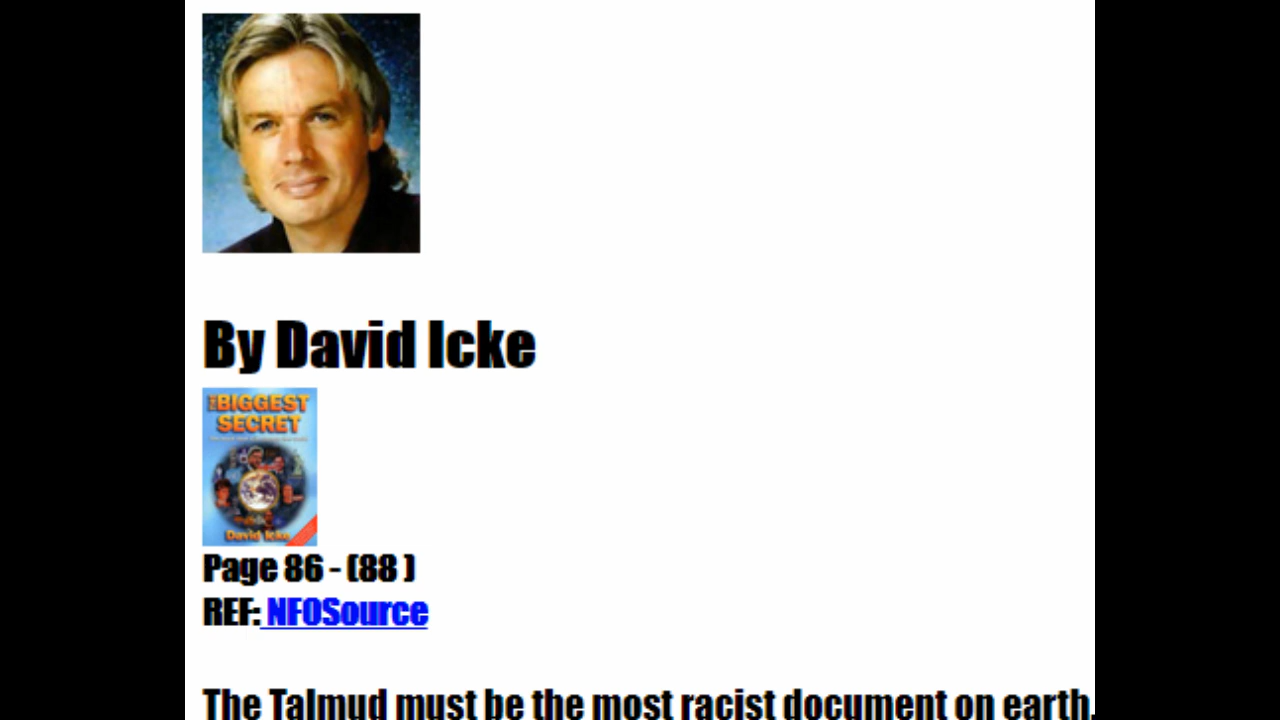 By David Icke
THE BIGGEST
SECRET
David Icke
Page 86 - (88 )
REF: NFOSource
The Talmud must be the most racist document on earth.